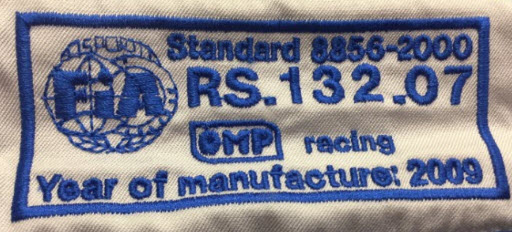 FiA
Standard 8856-2000
RS.132.07
OMP racing
Year of manufacture: 2009